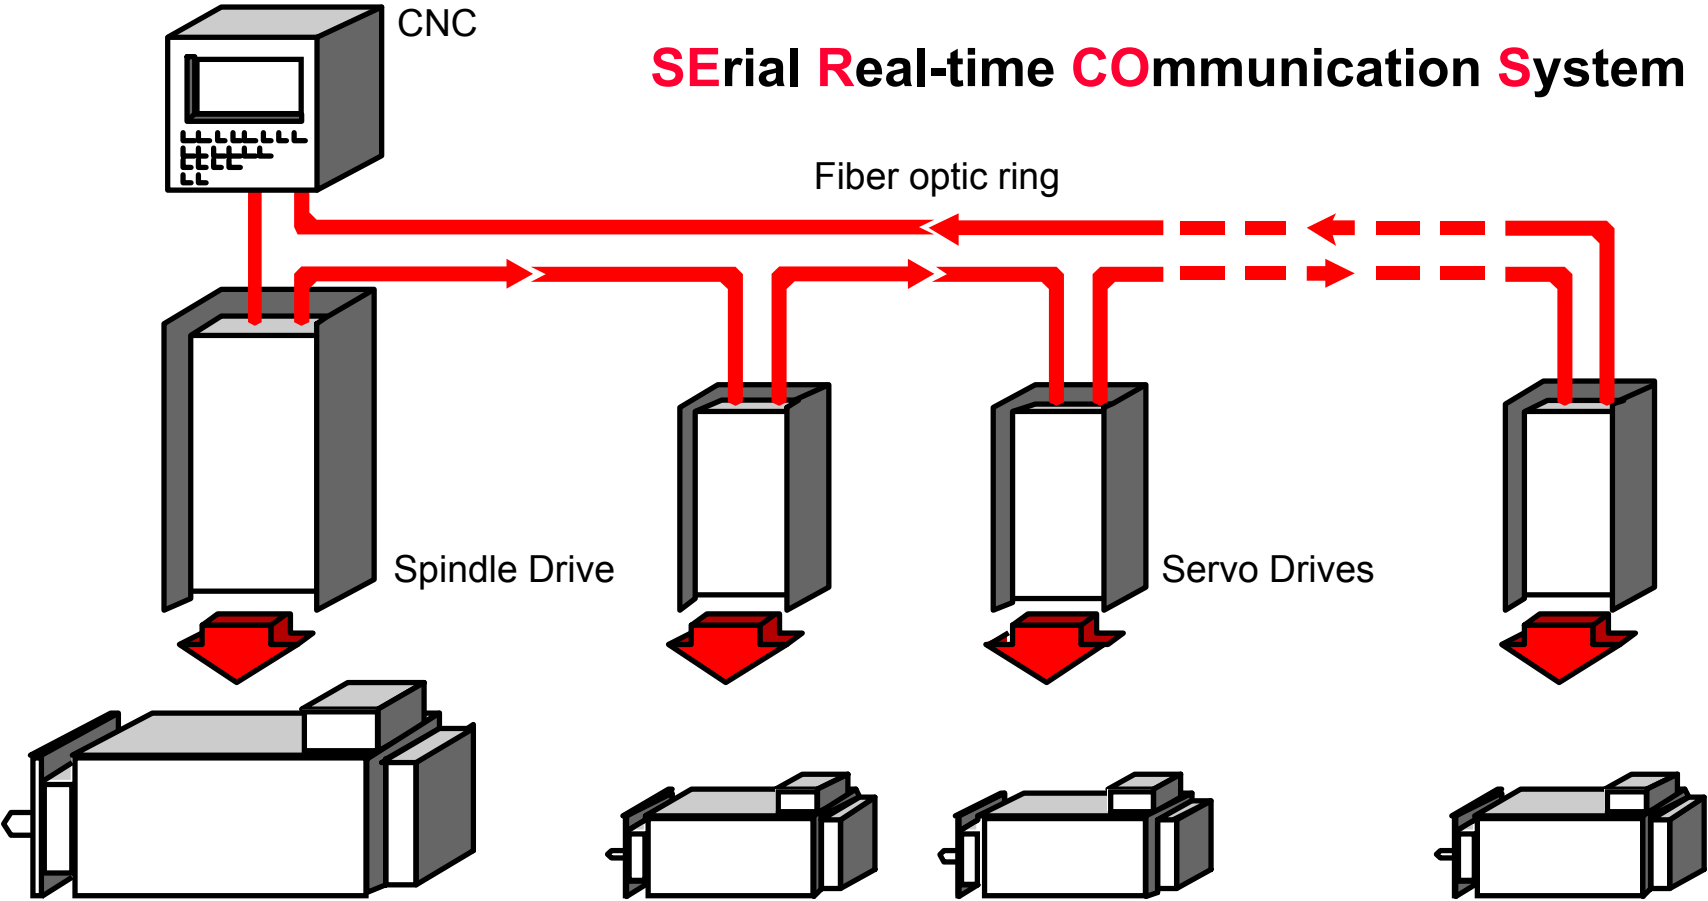 CNC
SErial Real-time COmmunication System
Fiber optic ring
Spindle Drive
Servo Drives